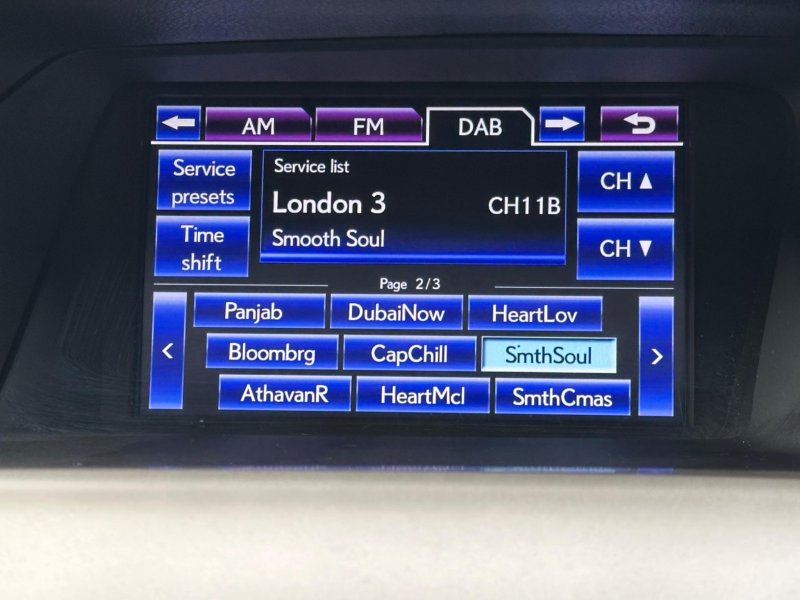 AM FM DAB
Service presets
Service list
CH
London 3 CH11B
Smooth Soul
Time shift
CH
Page 2/3
Panjab DubaiNow HeartLov
Bloombrg CapChill SmthSoul
AthavanR HeartMcl SmthCmas